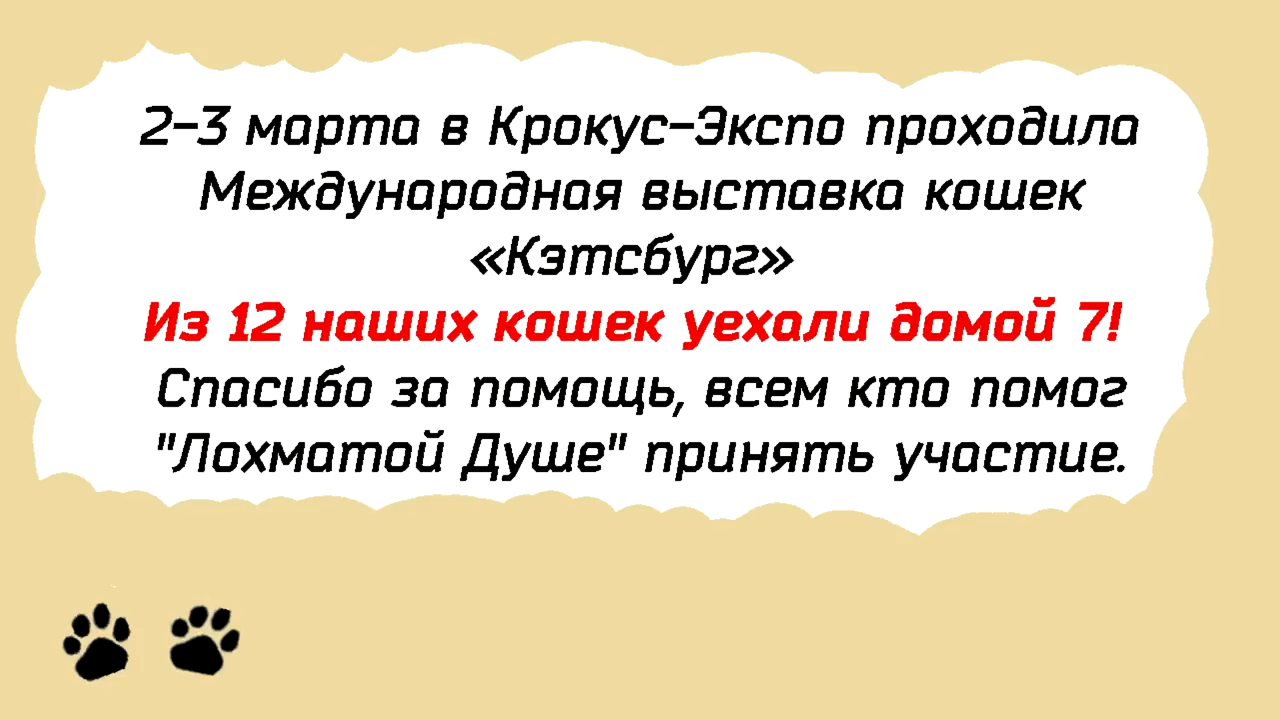 2-3 марта в Крокус-Экспо проходила
Международная выставка кошек
«Кэтсбург»
Из 12 наших кошек уехали домой 7!
Спасибо за помощь, всем кто помог
"Лохматой Душе" принять участие.